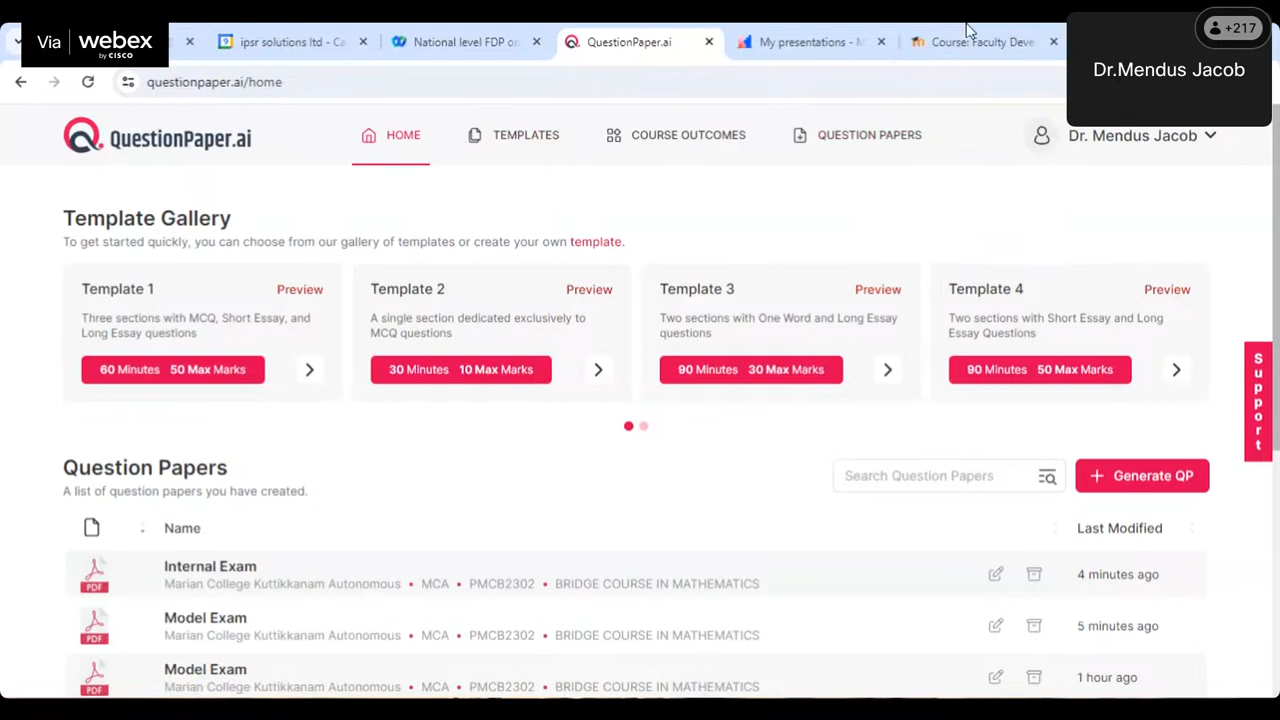 Via webex
by cisco
ipsr solutions ltd - Ca
National level FDP on
QuestionPaper.ai
My presentations - M
Course: Faculty Deve
+217
Dr.Mendus Jacob
questionpaper.ai/home
QuestionPaper.ai
HOME
TEMPLATES
COURSE OUTCOMES
QUESTION PAPERS
Dr. Mendus Jacob
Template Gallery
To get started quickly, you can choose from our gallery of templates or create your own template.
Template 1
Preview
Three sections with MCQ, Short Essay, and
Long Essay questions
60 Minutes 50 Max Marks
Template 2
Preview
A single section dedicated exclusively to
MCQ questions
30 Minutes 10 Max Marks
Template 3
Preview
Two sections with One Word and Long Essay
questions
90 Minutes 30 Max Marks
Template 4
Preview
Two sections with Short Essay and Long
Essay Questions
90 Minutes 50 Max Marks
Support
Question Papers
A list of question papers you have created.
Search Question Papers
+ Generate QP
Name
Last Modified
PDF
Internal Exam
Marian College Kuttikkanam Autonomous • MCA • PMCB2302 • BRIDGE COURSE IN MATHEMATICS
4 minutes ago
PDF
Model Exam
Marian College Kuttikkanam Autonomous • MCA • PMCB2302 • BRIDGE COURSE IN MATHEMATICS
5 minutes ago
PDF
Model Exam
Marian College Kuttikkanam Autonomous • MCA • PMCB2302 • BRIDGE COURSE IN MATHEMATICS
1 hour ago